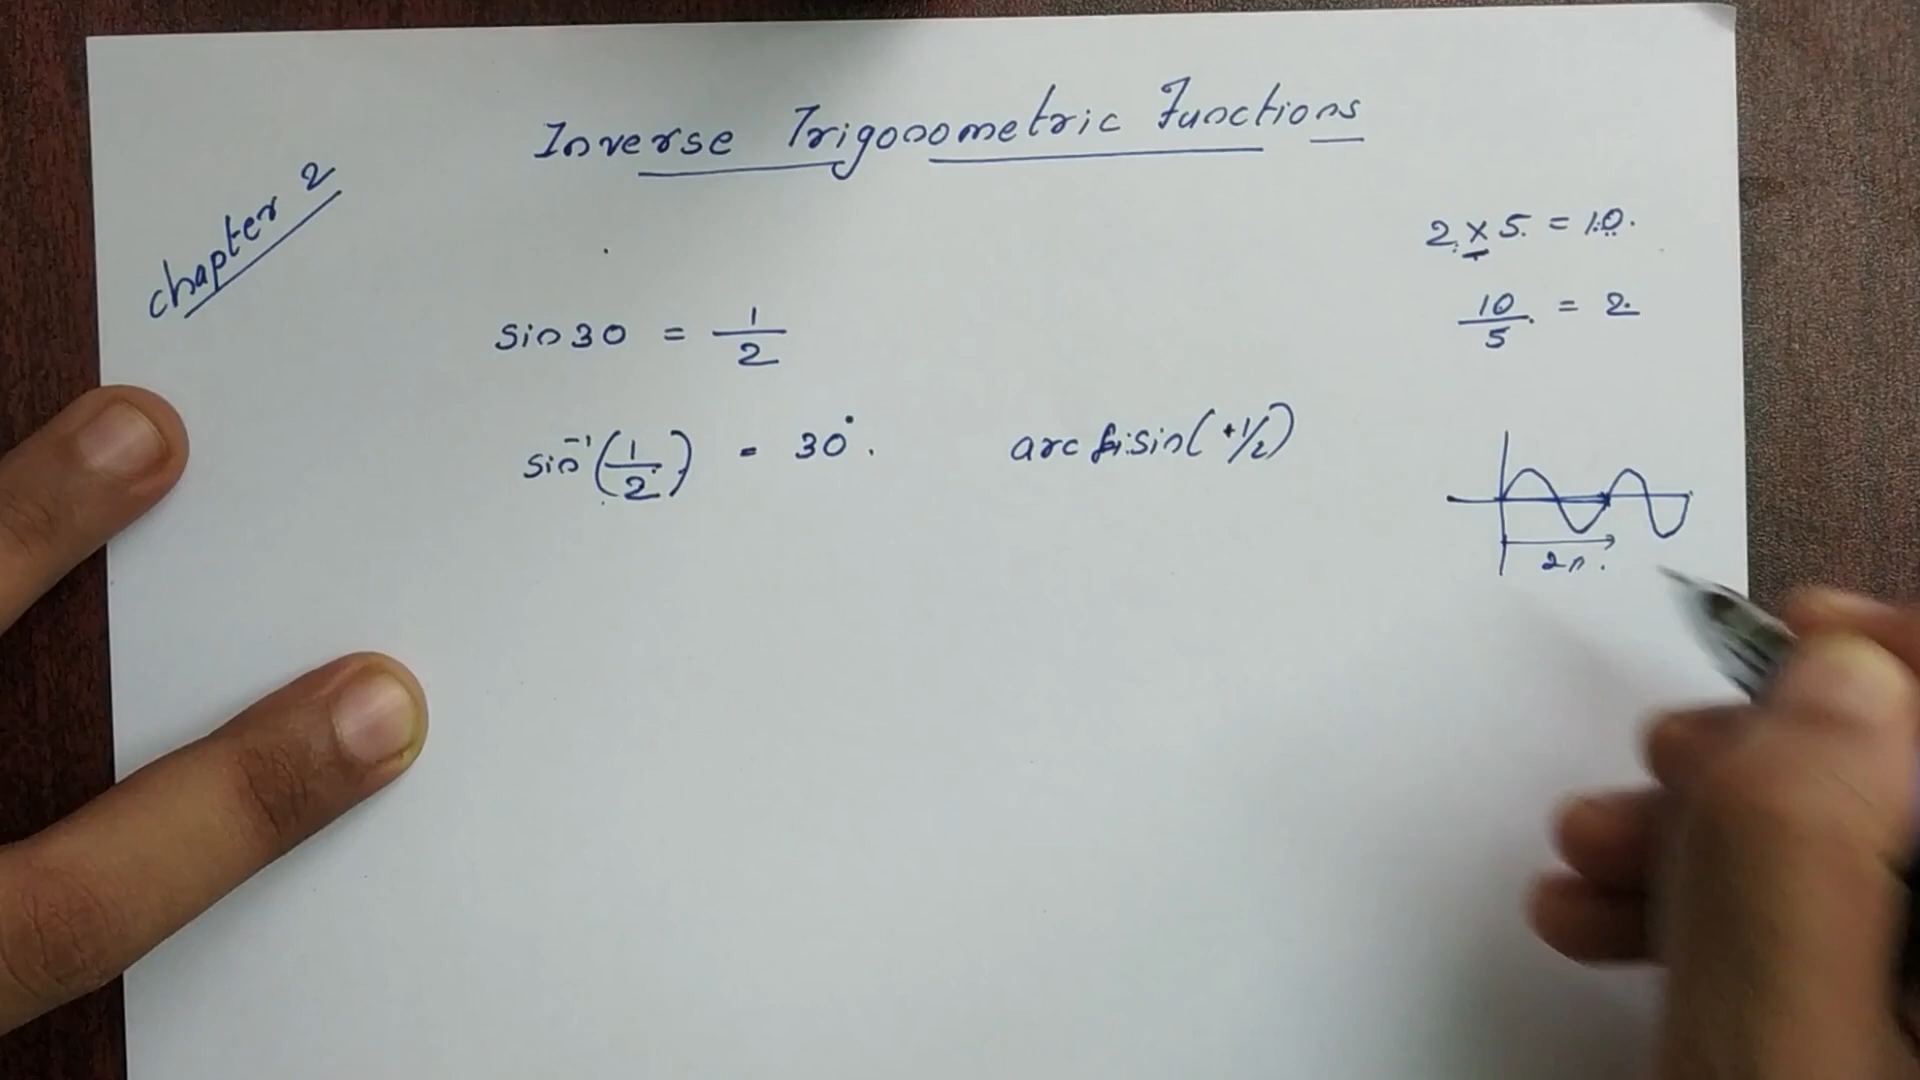 Inverse Trigonometric Functions
chapter 2
2 x 5 = 10.
10/5 = 2
sin 30 = 1/2
sin⁻¹(1/2) = 30°.
arc sin(+1/2)
2π.